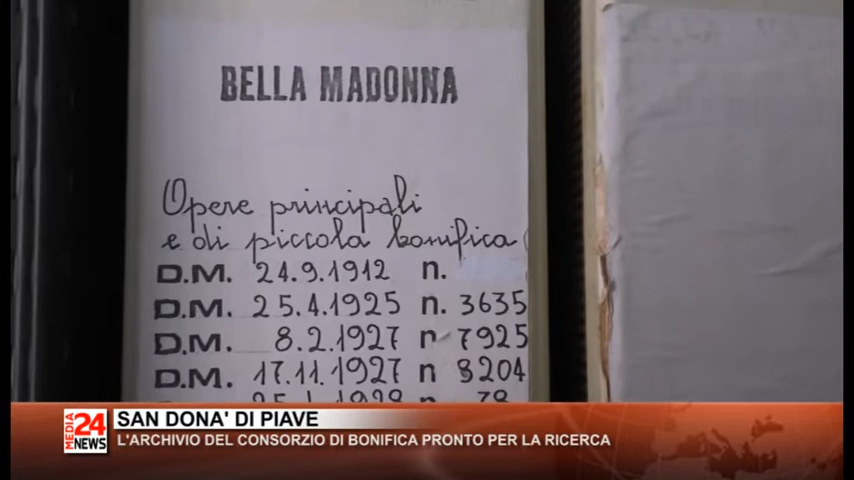 BELLA MADONNA
Opere principali
e di piccola bonifica
D.M. 24.9.1912 n.
D.M. 25.4.1925 n. 3635
D.M. 8.2.1927 n 7925
D.M. 17.11.1927 n 8204
MEDIA 24 NEWS
SAN DONA' DI PIAVE
L'ARCHIVIO DEL CONSORZIO DI BONIFICA PRONTO PER LA RICERCA